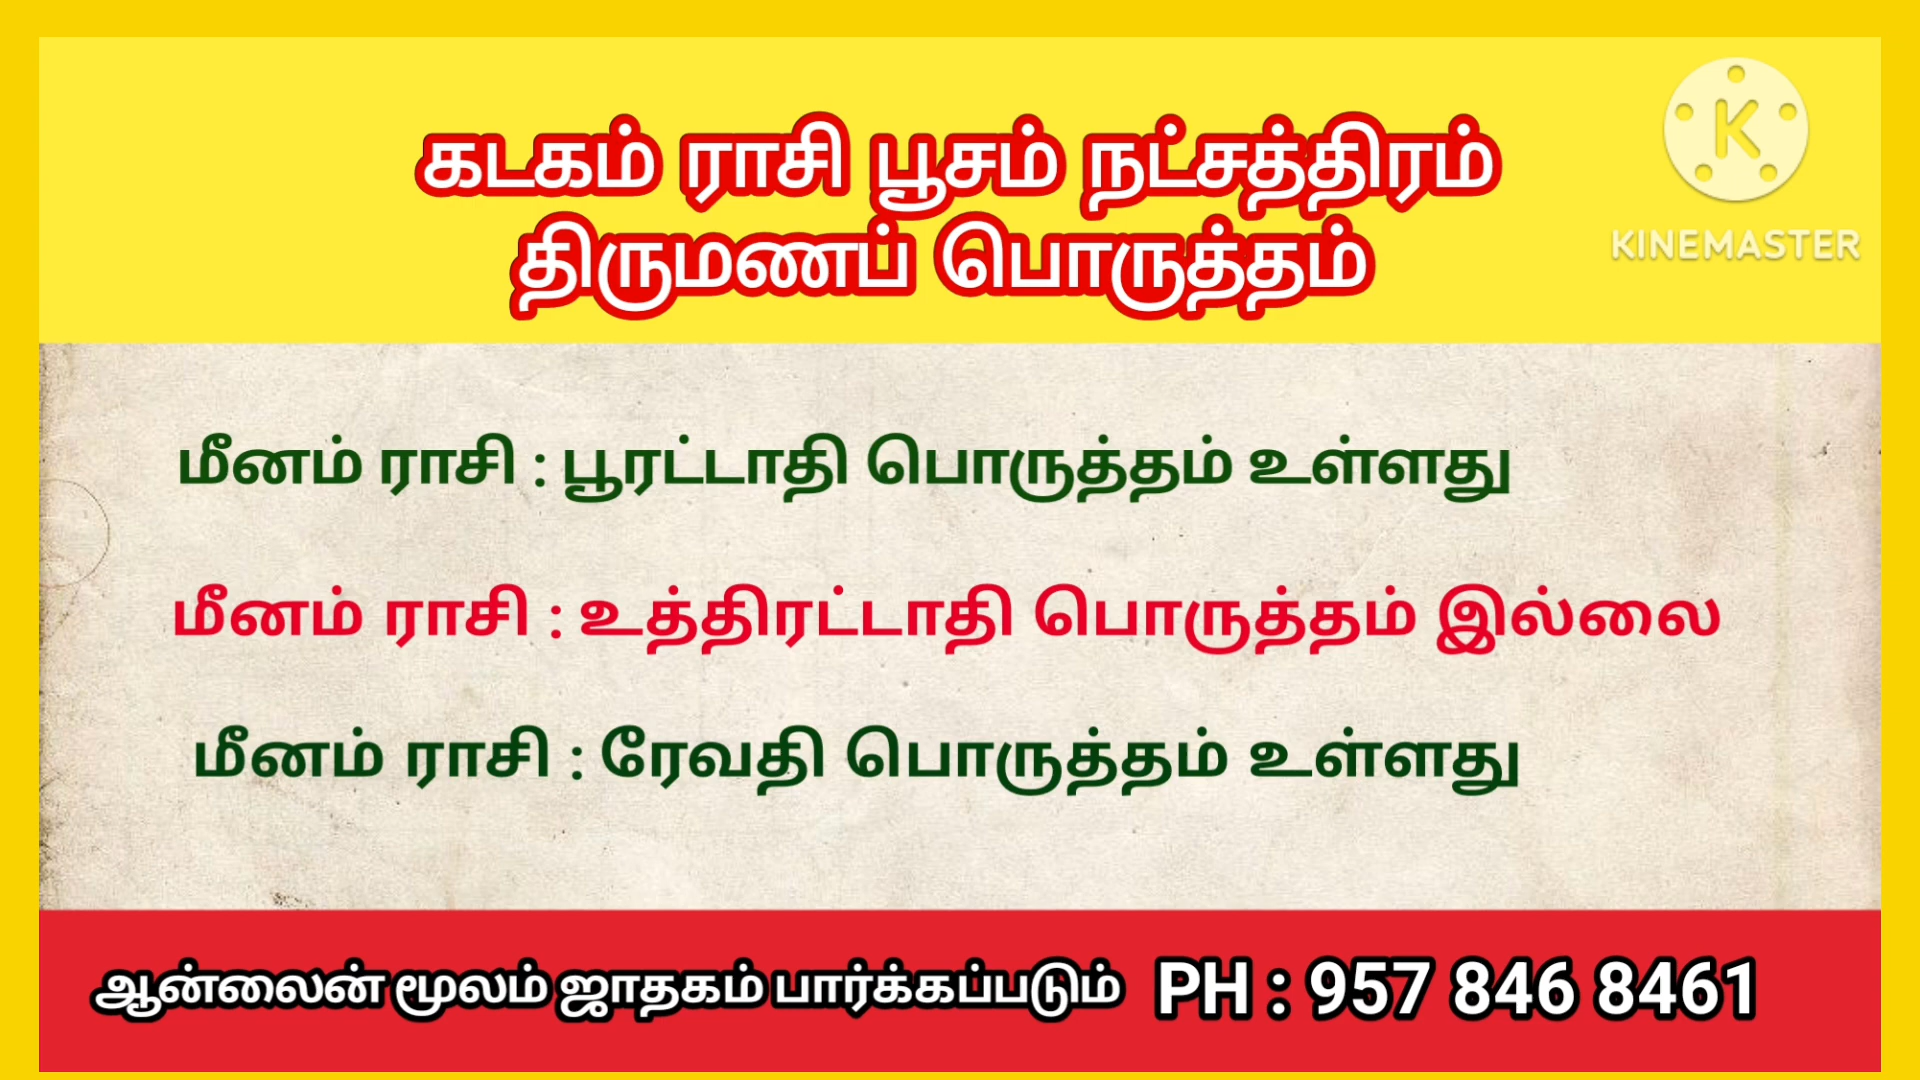 கடகம் ராசி பூசம் நட்சத்திரம்
திருமணப் பொருத்தம்
KINEMASTER
மீனம் ராசி : பூரட்டாதி பொருத்தம் உள்ளது
மீனம் ராசி : உத்திரட்டாதி பொருத்தம் இல்லை
மீனம் ராசி : ரேவதி பொருத்தம் உள்ளது
ஆன்லைன் மூலம் ஜாதகம் பார்க்கப்படும் PH : 957 846 8461